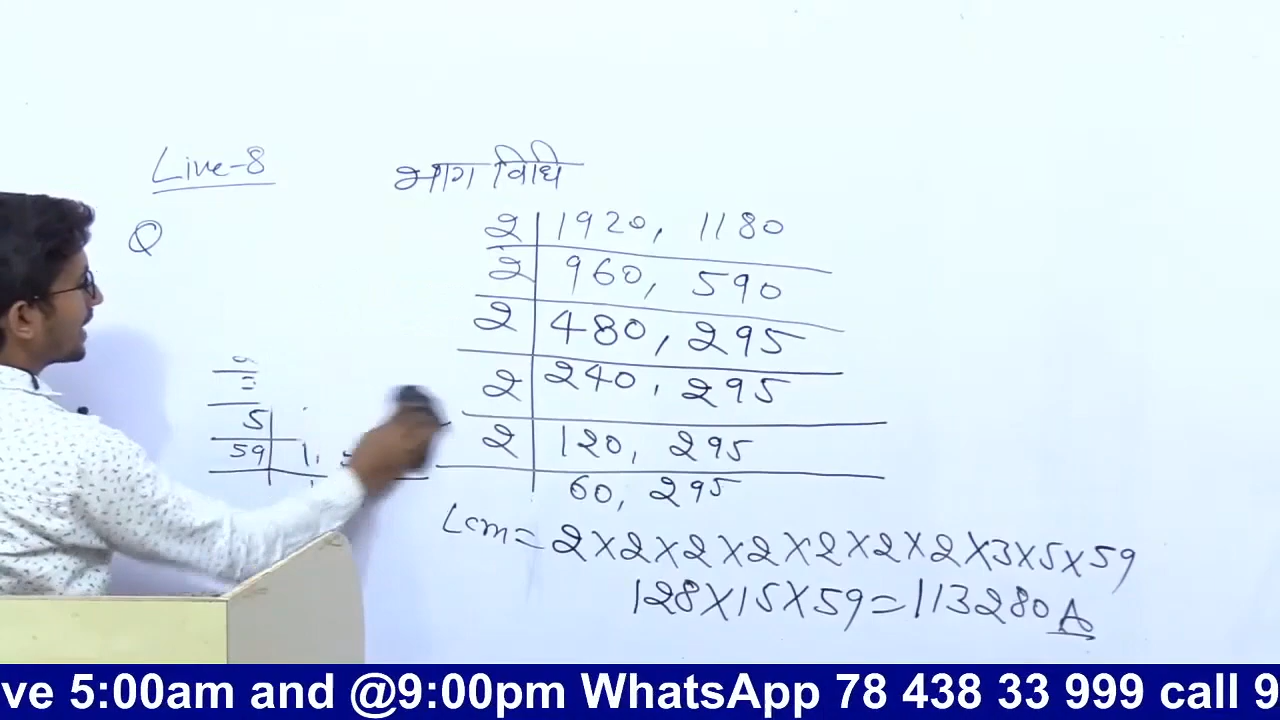 Live-8
भाग विधि
Q
2 | 1920, 1180
2 | 960, 590
2 | 480, 295
2 | 240, 295
2 | 120, 295
60, 295
5
59 | 1,
Lcm = 2×2×2×2×2×2×2×3×5×59
128×15×59=113280 A
ve 5:00am and @9:00pm WhatsApp 78 438 33 999 call 9